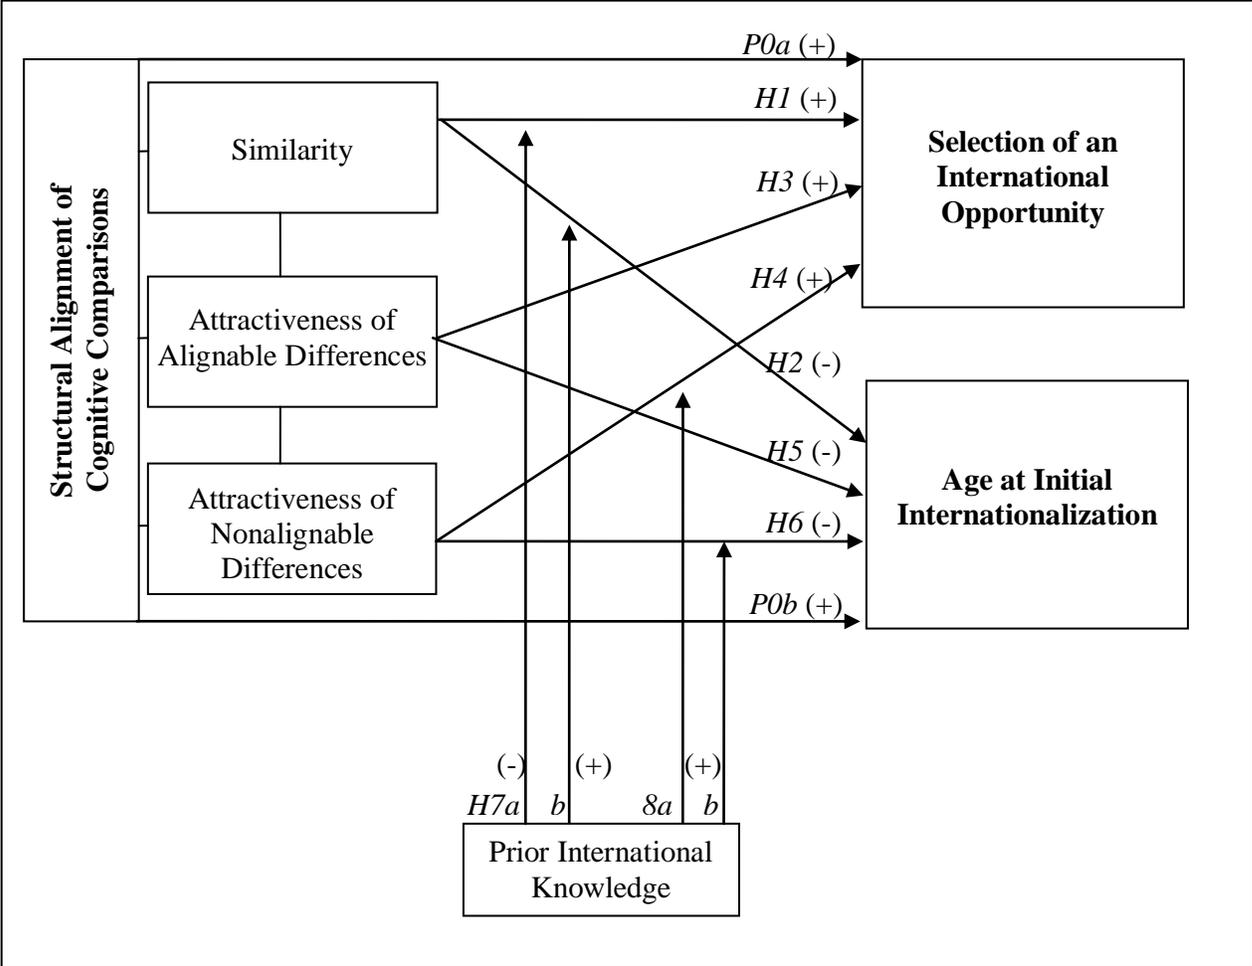 P0a (+)
H1 (+)
Similarity
Selection of an
International
Opportunity
H3 (+)
Structural Alignment of
Cognitive Comparisons
H4 (+)
Attractiveness of
Alignable Differences
H2 (-)
H5 (-)
Age at Initial
Internationalization
Attractiveness of
Nonalignable
Differences
H6 (-)
P0b (+)
(-) (+) (+)
H7a b 8a b
Prior International
Knowledge